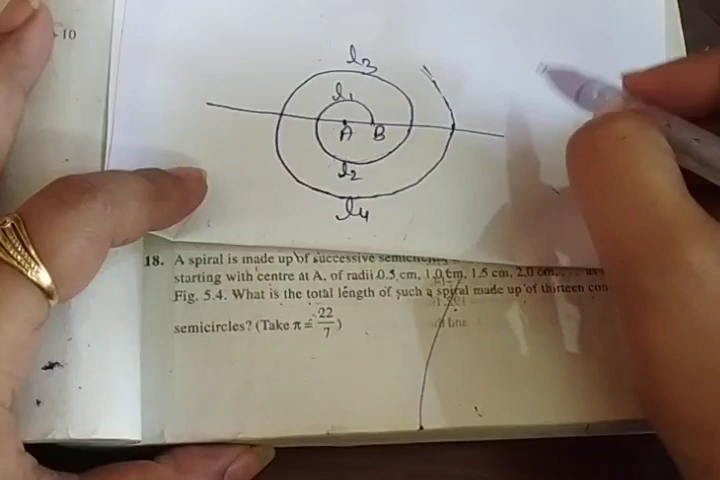 10
l3
l1
A B
l2
l4
18. A spiral is made up of successive
starting with centre at A, of radii 0.5 cm, 1.0 cm, 1.5 cm, 2.0 cm,
Fig. 5.4. What is the total length of such a spiral made up of thirteen con
semicircles? (Take π = 22/7)